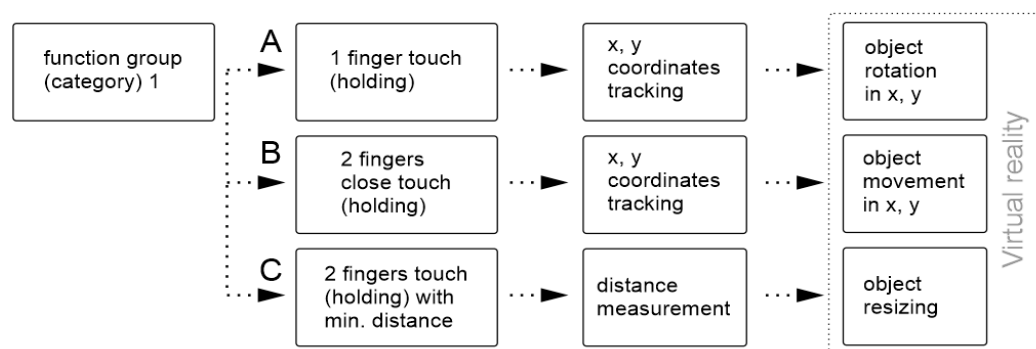 function group
(category) 1
A
1 finger touch
(holding)
x, y
coordinates
tracking
object
rotation
in x, y
B
2 fingers
close touch
(holding)
x, y
coordinates
tracking
object
movement
in x, y
C
2 fingers touch
(holding) with
min. distance
distance
measurement
object
resizing
Virtual reality